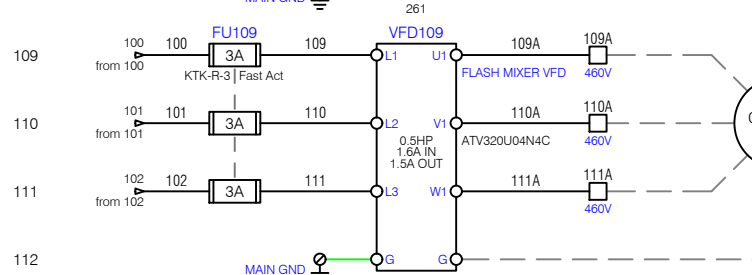 MAIN GND
261
FU109
VFD109
109
100
from 100
100
3A
109
L1
U1
109A
109A
KTK-R-3 Fast Act
FLASH MIXER VFD
460V
110
101
from 101
101
3A
110
L2
V1
110A
110A
0.5HP
1.6A IN
1.5A OUT
ATV320U04N4C
460V
111
102
from 102
102
3A
111
L3
W1
111A
111A
460V
112
MAIN GND
G
G